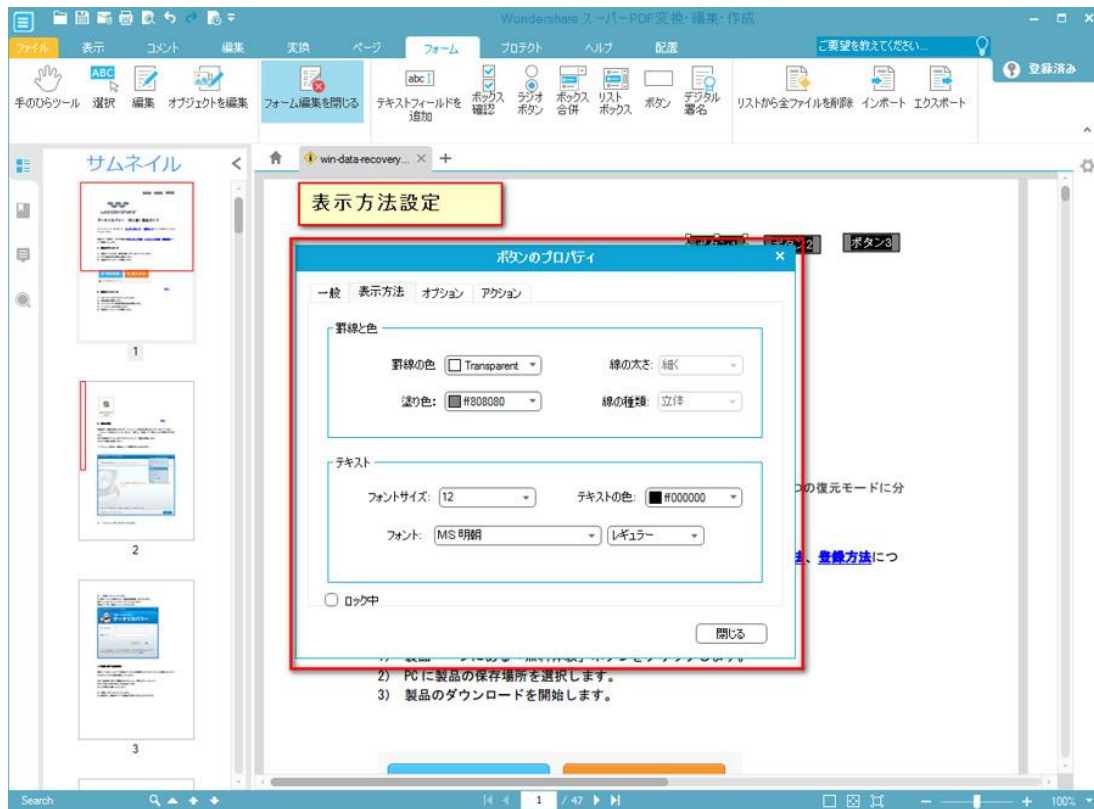 Wondershare スーパーPDF変換・編集・作成
ファイル 表示 コメント 編集 変換 ページ フォーム プロテクト ヘルプ 配置 ご要望を教えてください... 登録済み
手のひらツール 選択 編集 オブジェクトを編集 フォーム編集を閉じる テキストフィールドを追加 ボックス確認 ラジオボタン ボックス合併 リストボックス ボタン デジタル署名 リストから全ファイルを削除 インポート エクスポート
サムネイル
win-data-recovery...
表示方法設定
ボタン2 ボタン3
ボタンのプロパティ
一般 表示方法 オプション アクション
罫線と色
罫線の色 Transparent 線の太さ: 細く
塗り色: ff808080 線の種類: 立体
テキスト
フォントサイズ: 12 テキストの色: ff000000
フォント: MS 明朝 レギュラー
ロック中
閉じる
つの復元モードに分
、登録方法につ
2) PCに製品の保存場所を選択します。
3) 製品のダウンロードを開始します。
1
2
3
Search 1 / 47 100%